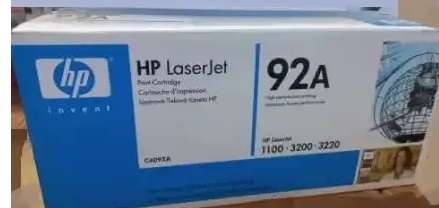 hp
invent
HP LaserJet
Print Cartridge
Cartouche d'impression
92A
HP LaserJet
1100 · 3200 · 3220
C4092A